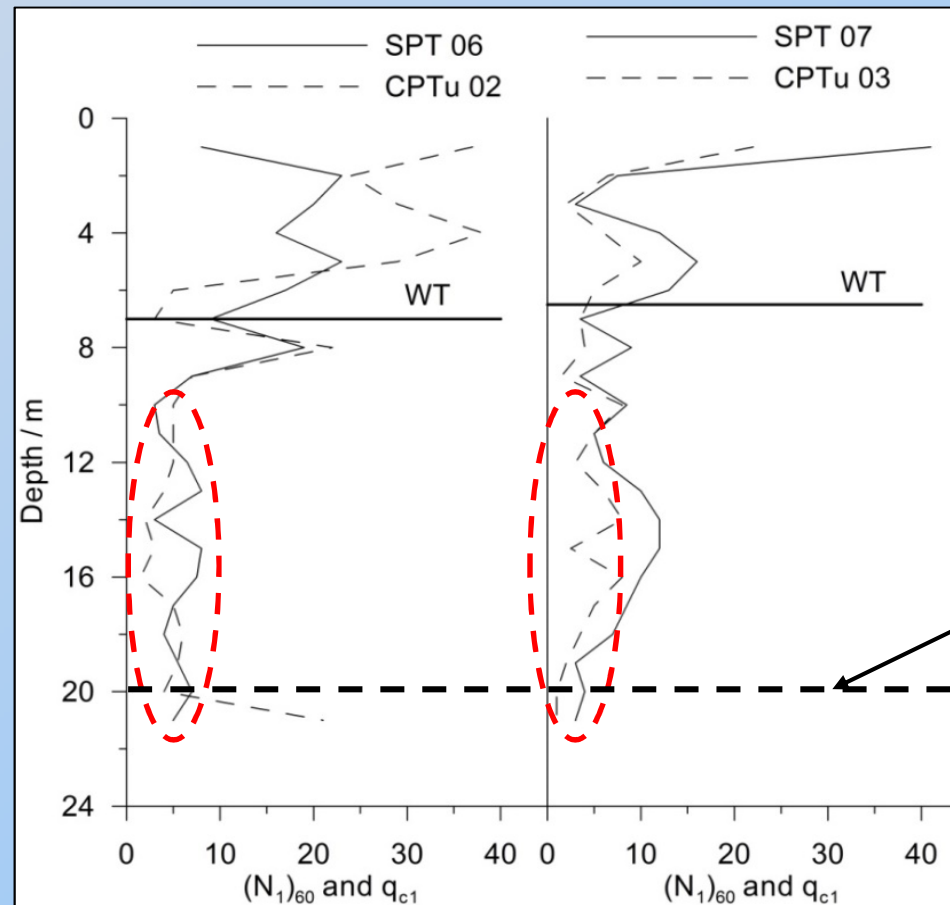 SPT 06
CPTu 02
SPT 07
CPTu 03
0
4
8
12
16
20
24
Depth / m
WT
WT
0 10 20 30 40
0 10 20 30 40
(N1)60 and qc1
(N1)60 and qc1